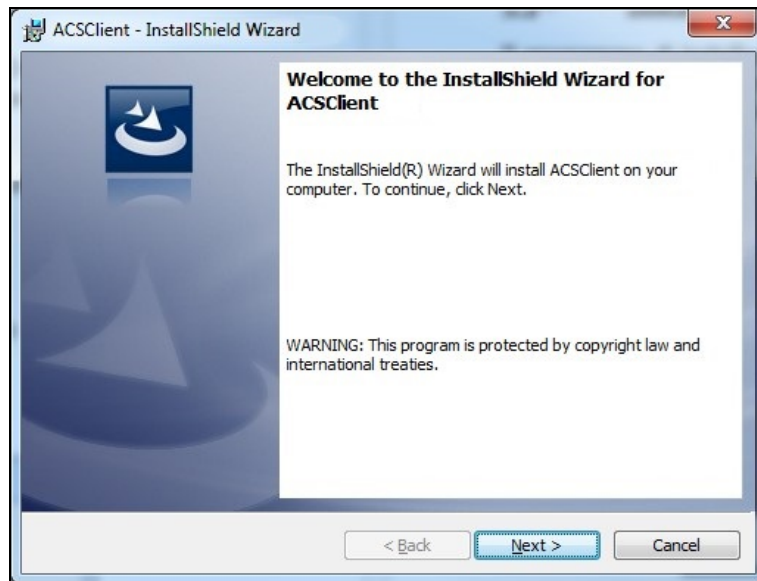 ACSClient - InstallShield Wizard
Welcome to the InstallShield Wizard for
ACSClient
The InstallShield(R) Wizard will install ACSClient on your
computer. To continue, click Next.
WARNING: This program is protected by copyright law and
international treaties.
< Back
Next >
Cancel